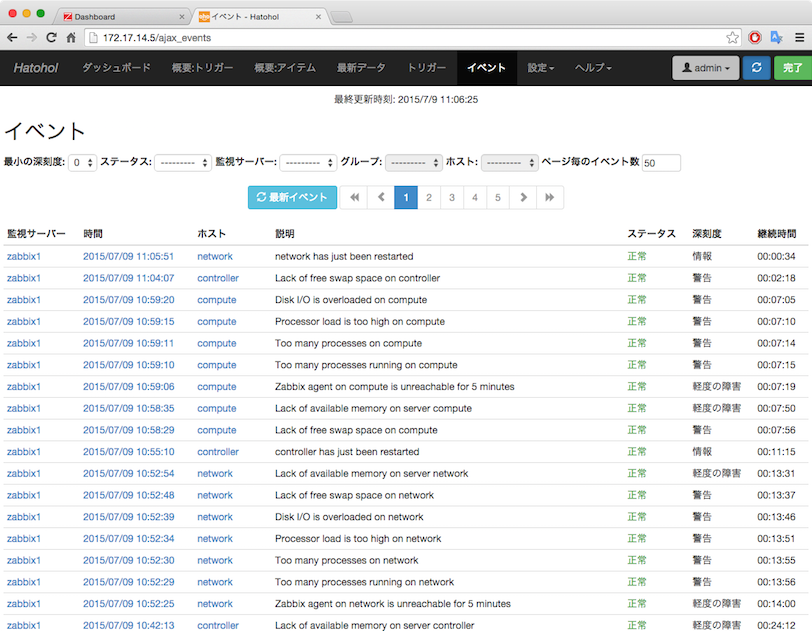 Dashboard
イベント - Hatohol
172.17.14.5/ajax_events
Hatohol ダッシュボード 概要:トリガー 概要:アイテム 最新データ トリガー イベント 設定 ヘルプ admin 完了
最終更新時刻: 2015/7/9 11:06:25
イベント
最小の深刻度: 0 ステータス: --------- 監視サーバー: --------- グループ: --------- ホスト: --------- ページ毎のイベント数 50
最新イベント 1 2 3 4 5
監視サーバー 時間 ホスト 説明 ステータス 深刻度 継続時間
zabbix1 2015/07/09 11:05:51 network network has just been restarted 正常 情報 00:00:34
zabbix1 2015/07/09 11:04:07 controller Lack of free swap space on controller 正常 警告 00:02:18
zabbix1 2015/07/09 10:59:20 compute Disk I/O is overloaded on compute 正常 警告 00:07:05
zabbix1 2015/07/09 10:59:15 compute Processor load is too high on compute 正常 警告 00:07:10
zabbix1 2015/07/09 10:59:11 compute Too many processes on compute 正常 警告 00:07:14
zabbix1 2015/07/09 10:59:10 compute Too many processes running on compute 正常 警告 00:07:15
zabbix1 2015/07/09 10:59:06 compute Zabbix agent on compute is unreachable for 5 minutes 正常 軽度の障害 00:07:19
zabbix1 2015/07/09 10:58:35 compute Lack of available memory on server compute 正常 軽度の障害 00:07:50
zabbix1 2015/07/09 10:58:29 compute Lack of free swap space on compute 正常 警告 00:07:56
zabbix1 2015/07/09 10:55:10 controller controller has just been restarted 正常 情報 00:11:15
zabbix1 2015/07/09 10:52:54 network Lack of available memory on server network 正常 軽度の障害 00:13:31
zabbix1 2015/07/09 10:52:48 network Lack of free swap space on network 正常 警告 00:13:37
zabbix1 2015/07/09 10:52:39 network Disk I/O is overloaded on network 正常 警告 00:13:46
zabbix1 2015/07/09 10:52:34 network Processor load is too high on network 正常 警告 00:13:51
zabbix1 2015/07/09 10:52:30 network Too many processes on network 正常 警告 00:13:55
zabbix1 2015/07/09 10:52:29 network Too many processes running on network 正常 警告 00:13:56
zabbix1 2015/07/09 10:52:25 network Zabbix agent on network is unreachable for 5 minutes 正常 軽度の障害 00:14:00
zabbix1 2015/07/09 10:42:13 controller Lack of available memory on server controller 正常 軽度の障害 00:24:12